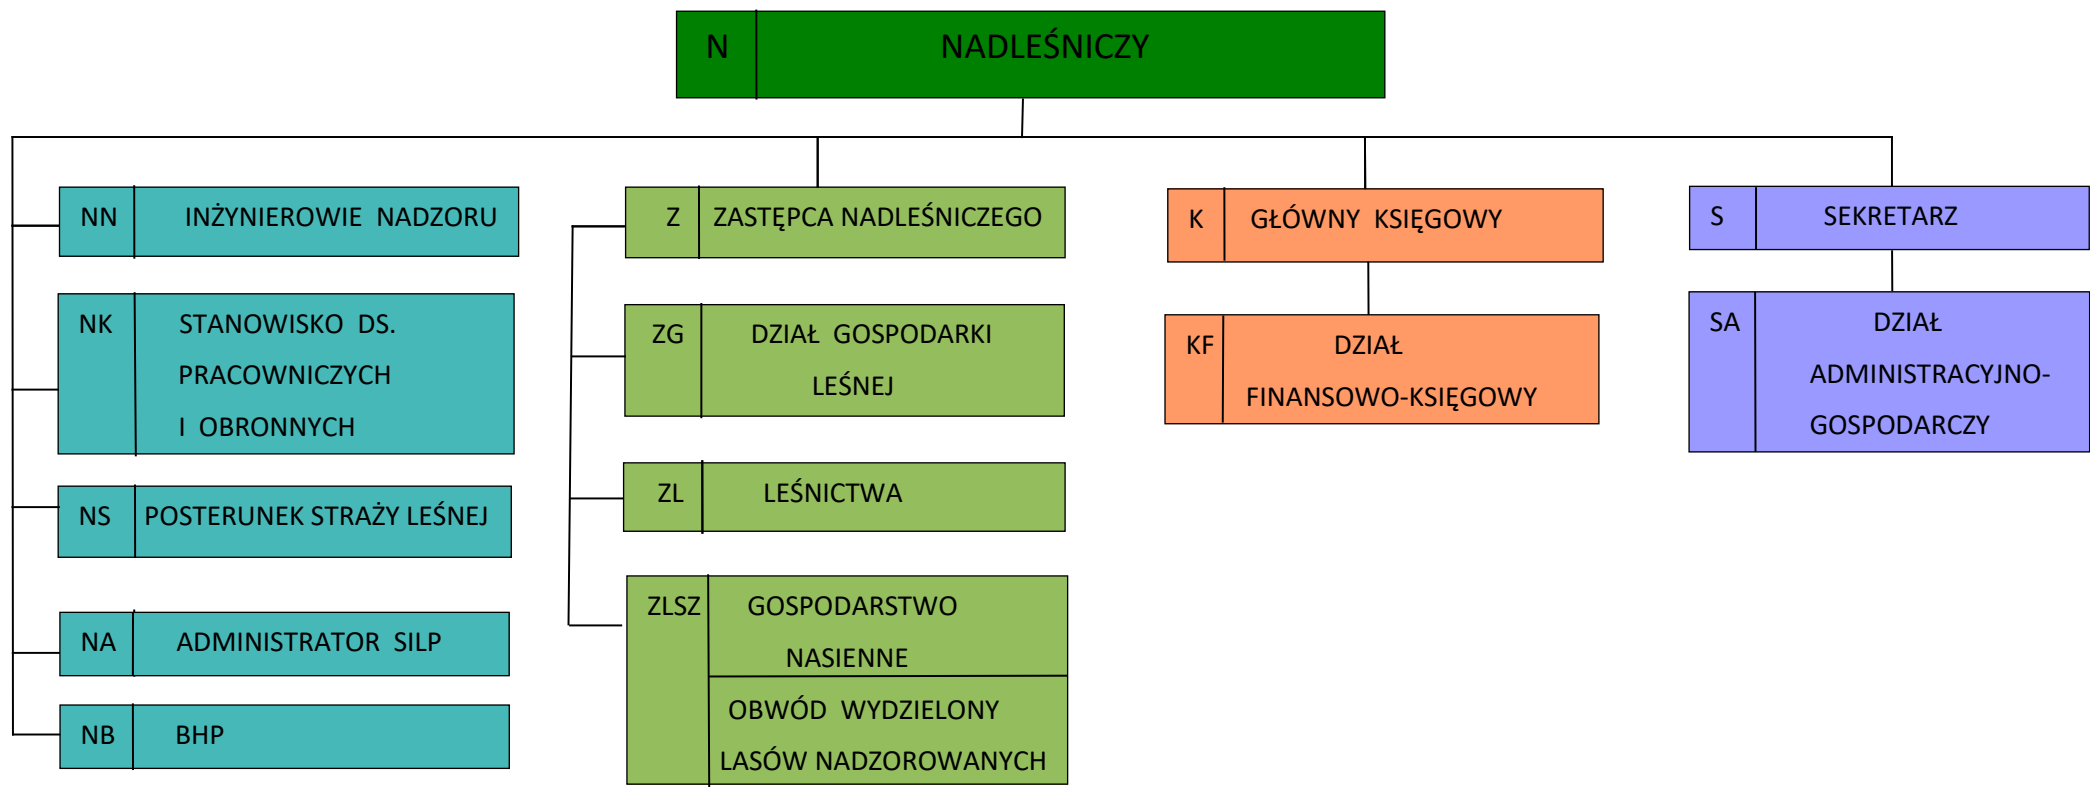 N NADLEŚNICZY
NN INŻYNIEROWIE NADZORU
NK STANOWISKO DS.
PRACOWNICZYCH
I OBRONNYCH
NS POSTERUNEK STRAŻY LEŚNEJ
NA ADMINISTRATOR SILP
NB BHP
Z ZASTĘPCA NADLEŚNICZEGO
ZG DZIAŁ GOSPODARKI
LEŚNEJ
ZL LEŚNICTWA
ZLSZ GOSPODARSTWO
NASIENNE
OBWÓD WYDZIELONY
LASÓW NADZOROWANYCH
K GŁÓWNY KSIĘGOWY
KF DZIAŁ
FINANSOWO-KSIĘGOWY
S SEKRETARZ
SA DZIAŁ
ADMINISTRACYJNO-
GOSPODARCZY